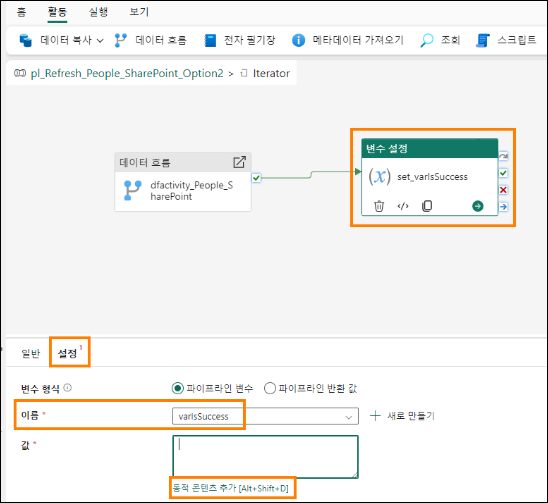 홈 활동 실행 보기
데이터 복사 데이터 흐름 전자 필기장 메타데이터 가져오기 조회 스크립트
pl_Refresh_People_SharePoint_Option2 > Iterator
데이터 흐름
dfactivity_People_S
harePoint
변수 설정
(x) set_varIsSuccess
일반 설정 1
변수 형식 파이프라인 변수 파이프라인 반환 값
이름 * varIsSuccess 새로 만들기
값 *
동적 콘텐츠 추가 [Alt+Shift+D]